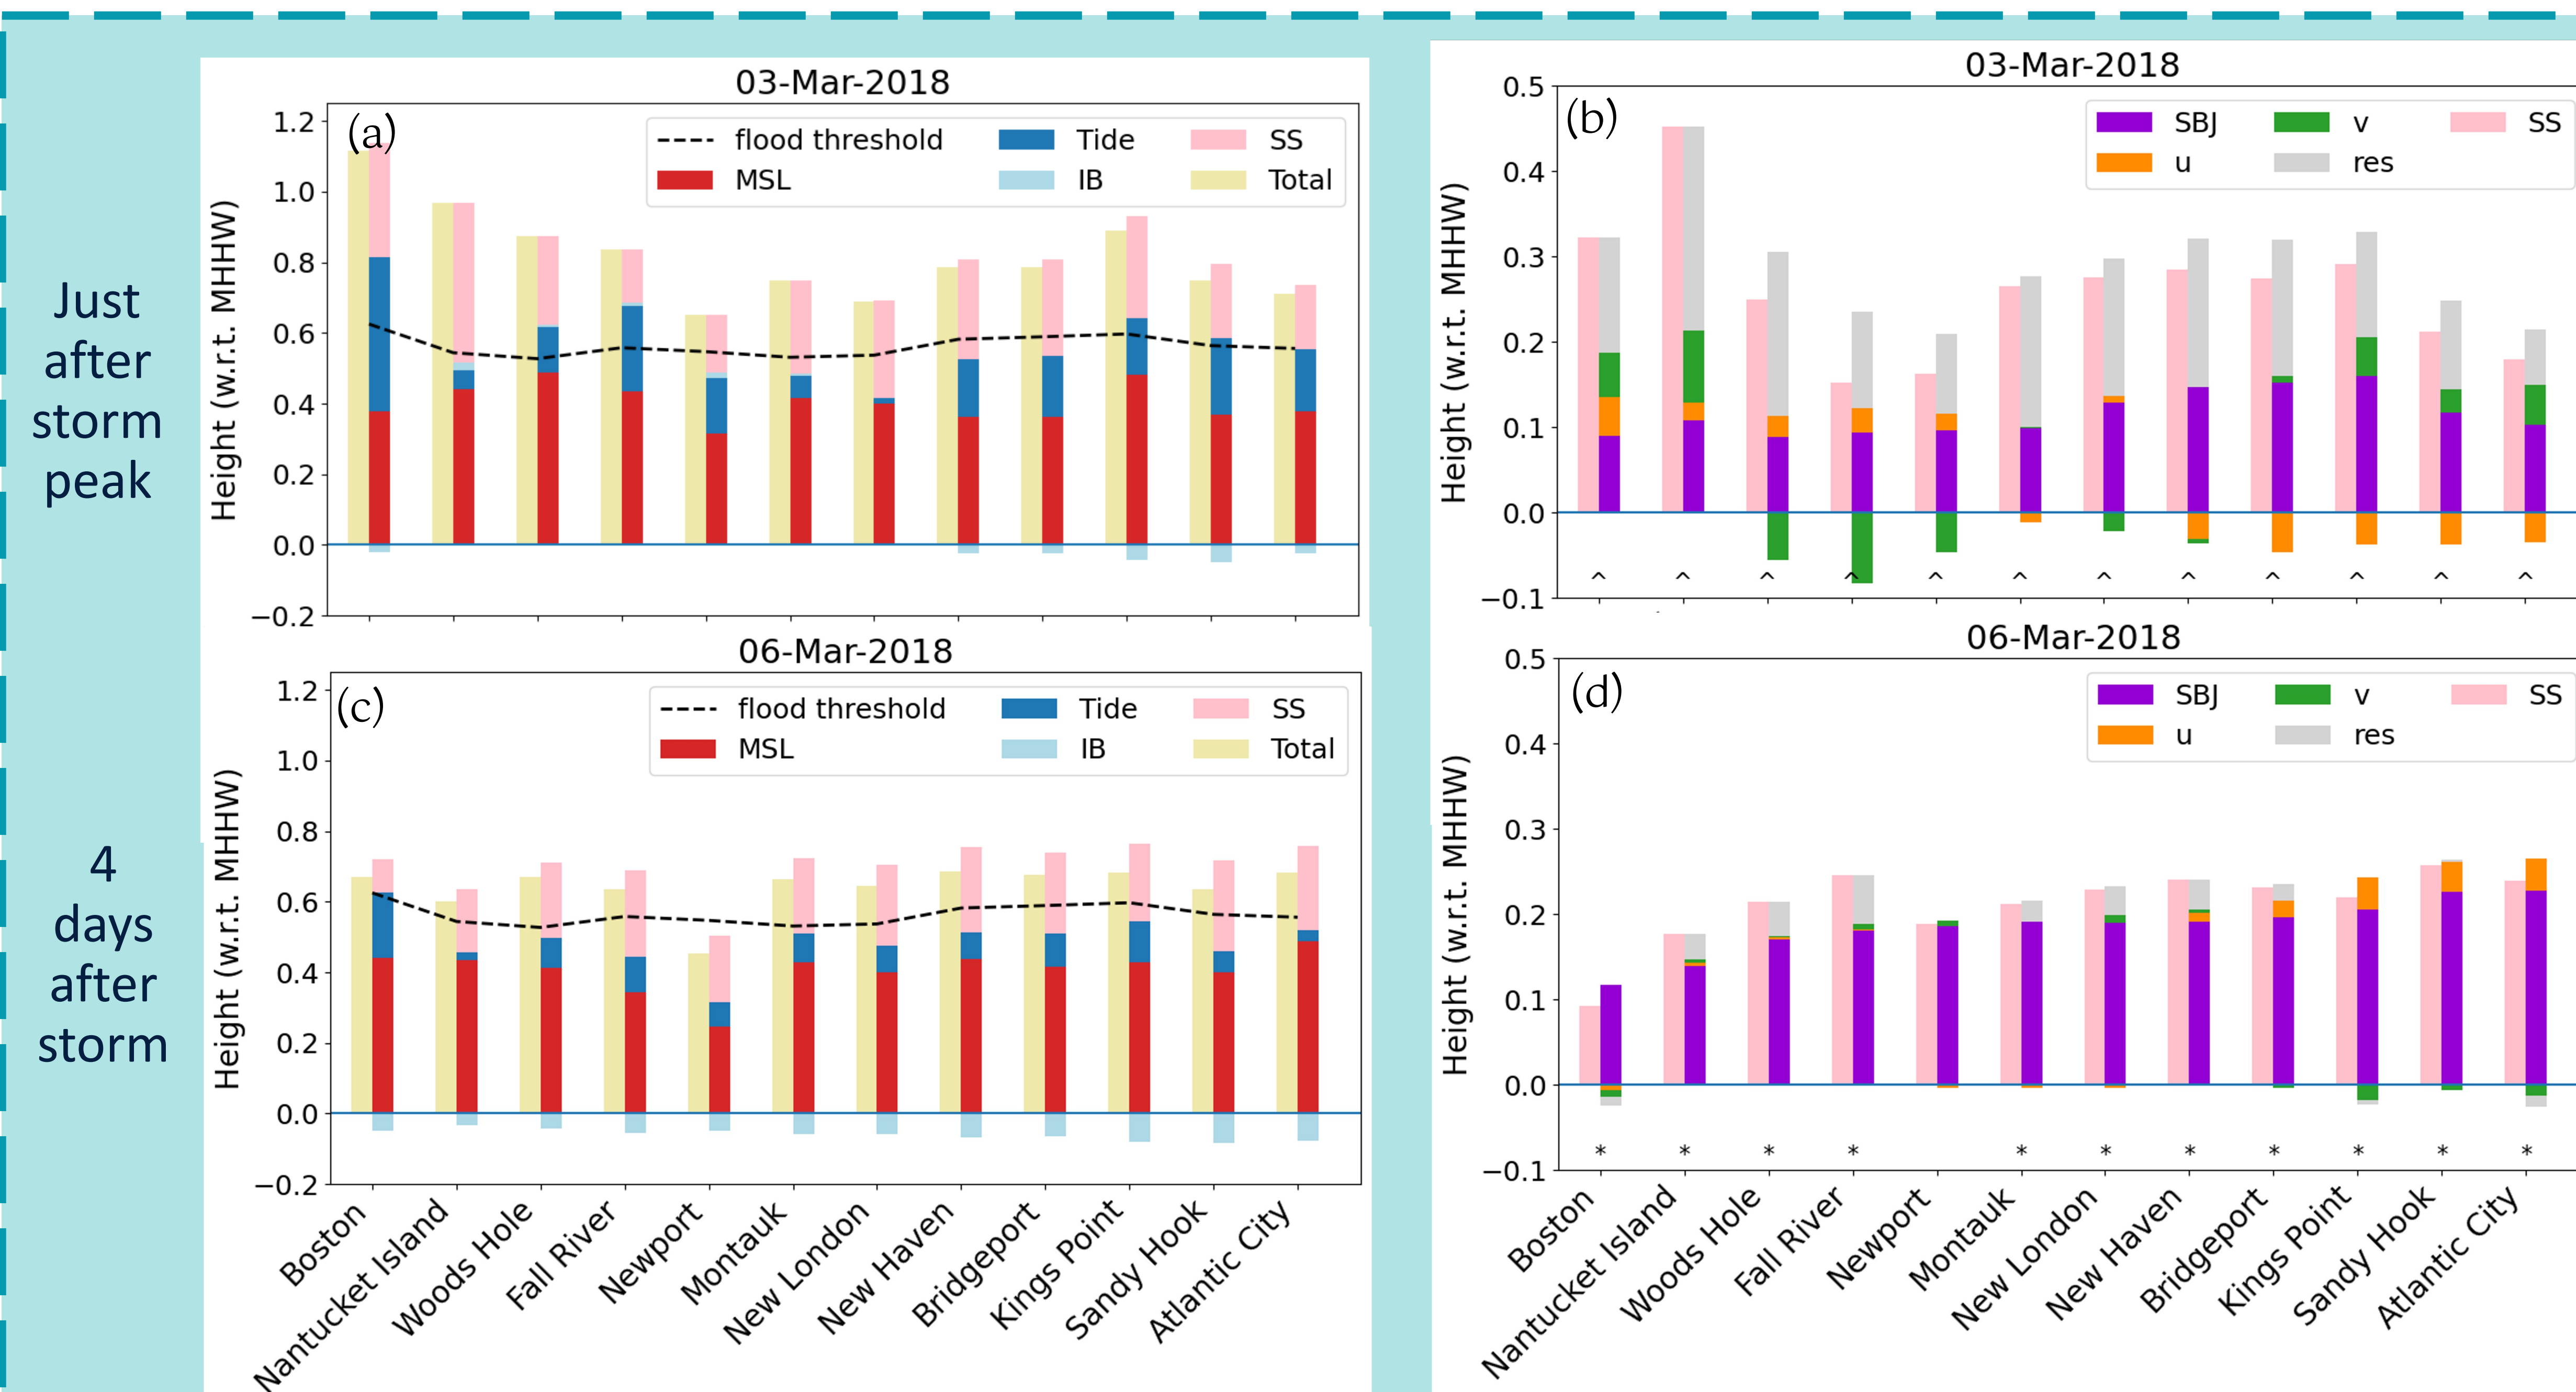 Just
after
storm
peak
4
days
after
storm
03-Mar-2018
(a)
flood threshold
MSL
Tide
IB
SS
Total
Height (w.r.t. MHHW)
1.2
1.0
0.8
0.6
0.4
0.2
0.0
−0.2
03-Mar-2018
(b)
SBJ
u
v
res
SS
Height (w.r.t. MHHW)
0.5
0.4
0.3
0.2
0.1
0.0
−0.1
^ ^ ^ ^ ^ ^ ^ ^ ^ ^ ^ ^
06-Mar-2018
(c)
flood threshold
MSL
Tide
IB
SS
Total
Height (w.r.t. MHHW)
1.2
1.0
0.8
0.6
0.4
0.2
0.0
−0.2
Boston
Nantucket Island
Woods Hole
Fall River
Newport
Montauk
New London
New Haven
Bridgeport
Kings Point
Sandy Hook
Atlantic City
06-Mar-2018
(d)
SBJ
u
v
res
SS
Height (w.r.t. MHHW)
0.5
0.4
0.3
0.2
0.1
0.0
−0.1
* * * * * * * * * * *
Boston
Nantucket Island
Woods Hole
Fall River
Newport
Montauk
New London
New Haven
Bridgeport
Kings Point
Sandy Hook
Atlantic City